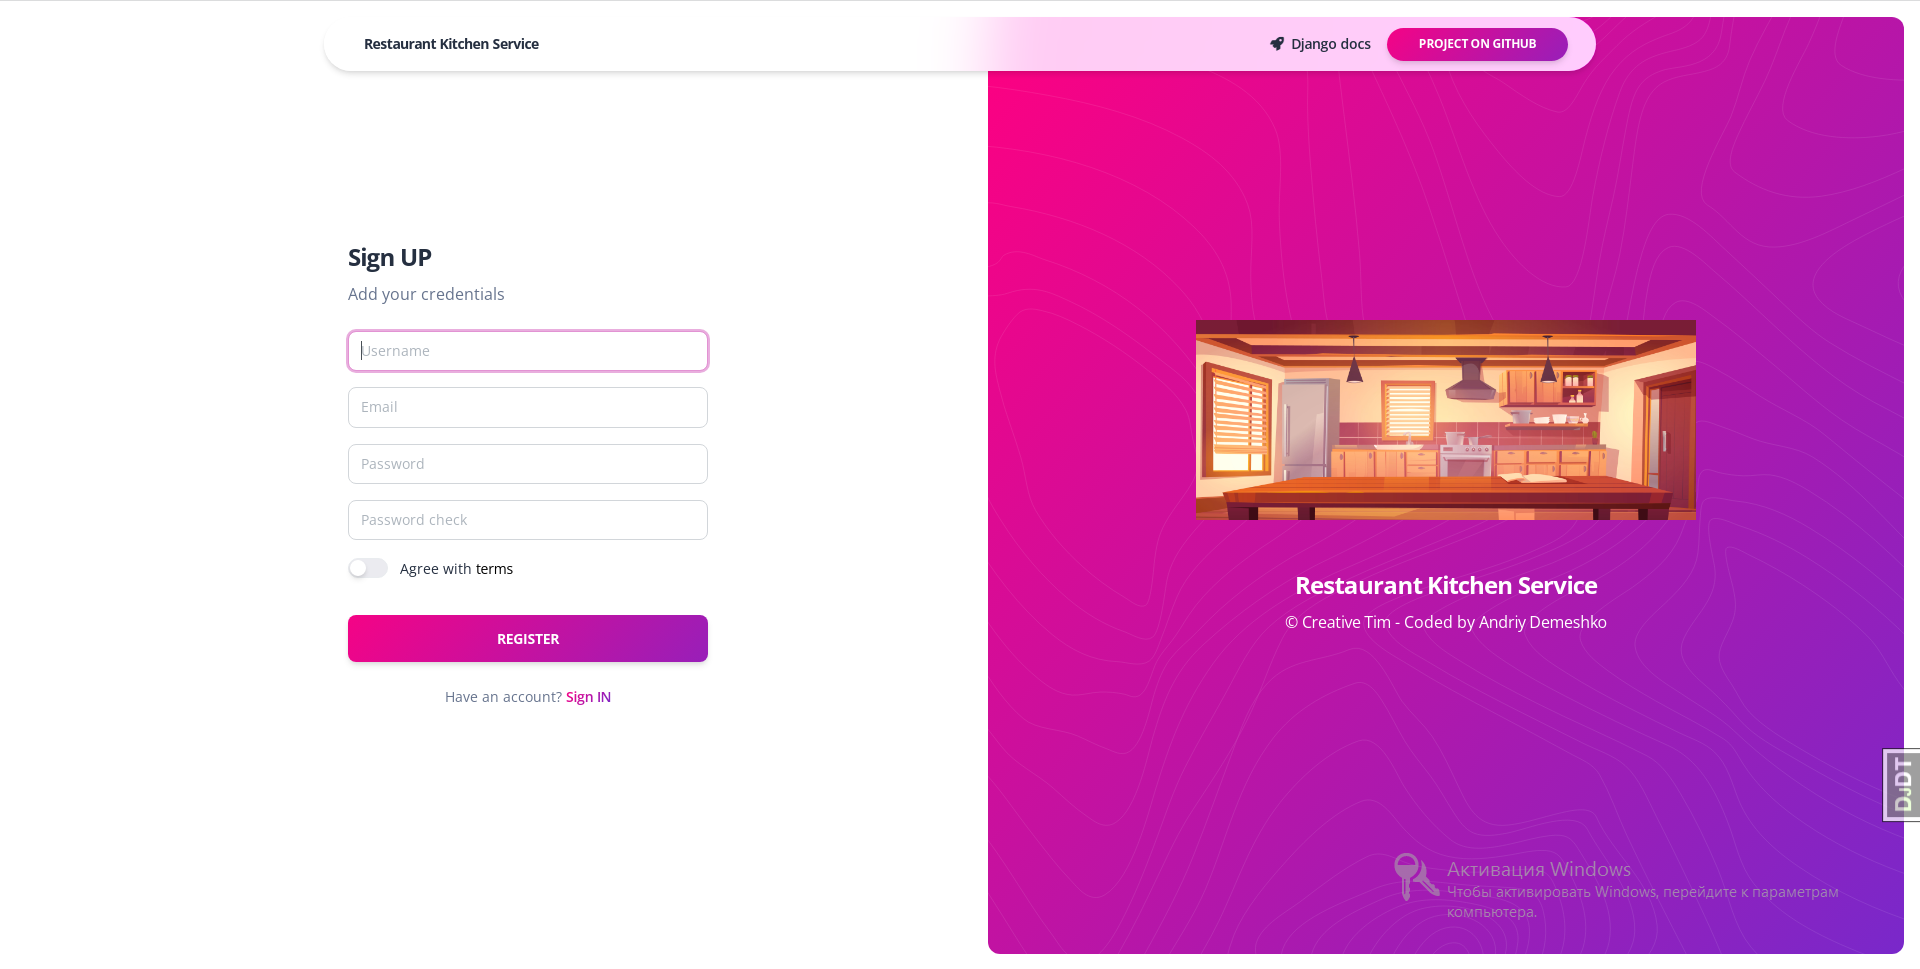 Restaurant Kitchen Service
Django docs
PROJECT ON GITHUB
Sign UP
Add your credentials
Username
Email
Password
Password check
Agree with terms
REGISTER
Have an account? Sign IN
Restaurant Kitchen Service
© Creative Tim - Coded by Andriy Demeshko
DJDT
Активация Windows
Чтобы активировать Windows, перейдите к параметрам
компьютера.